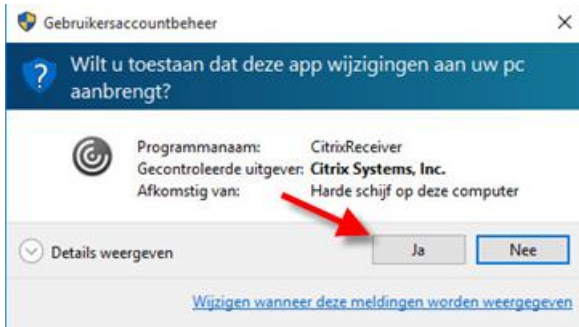 Gebruikersaccountbeheer
Wilt u toestaan dat deze app wijzigingen aan uw pc
aanbrengt?
Programmanaam: CitrixReceiver
Gecontroleerde uitgever: Citrix Systems, Inc.
Afkomstig van: Harde schijf op deze computer
Details weergeven Ja Nee
Wijzigen wanneer deze meldingen worden weergegeven